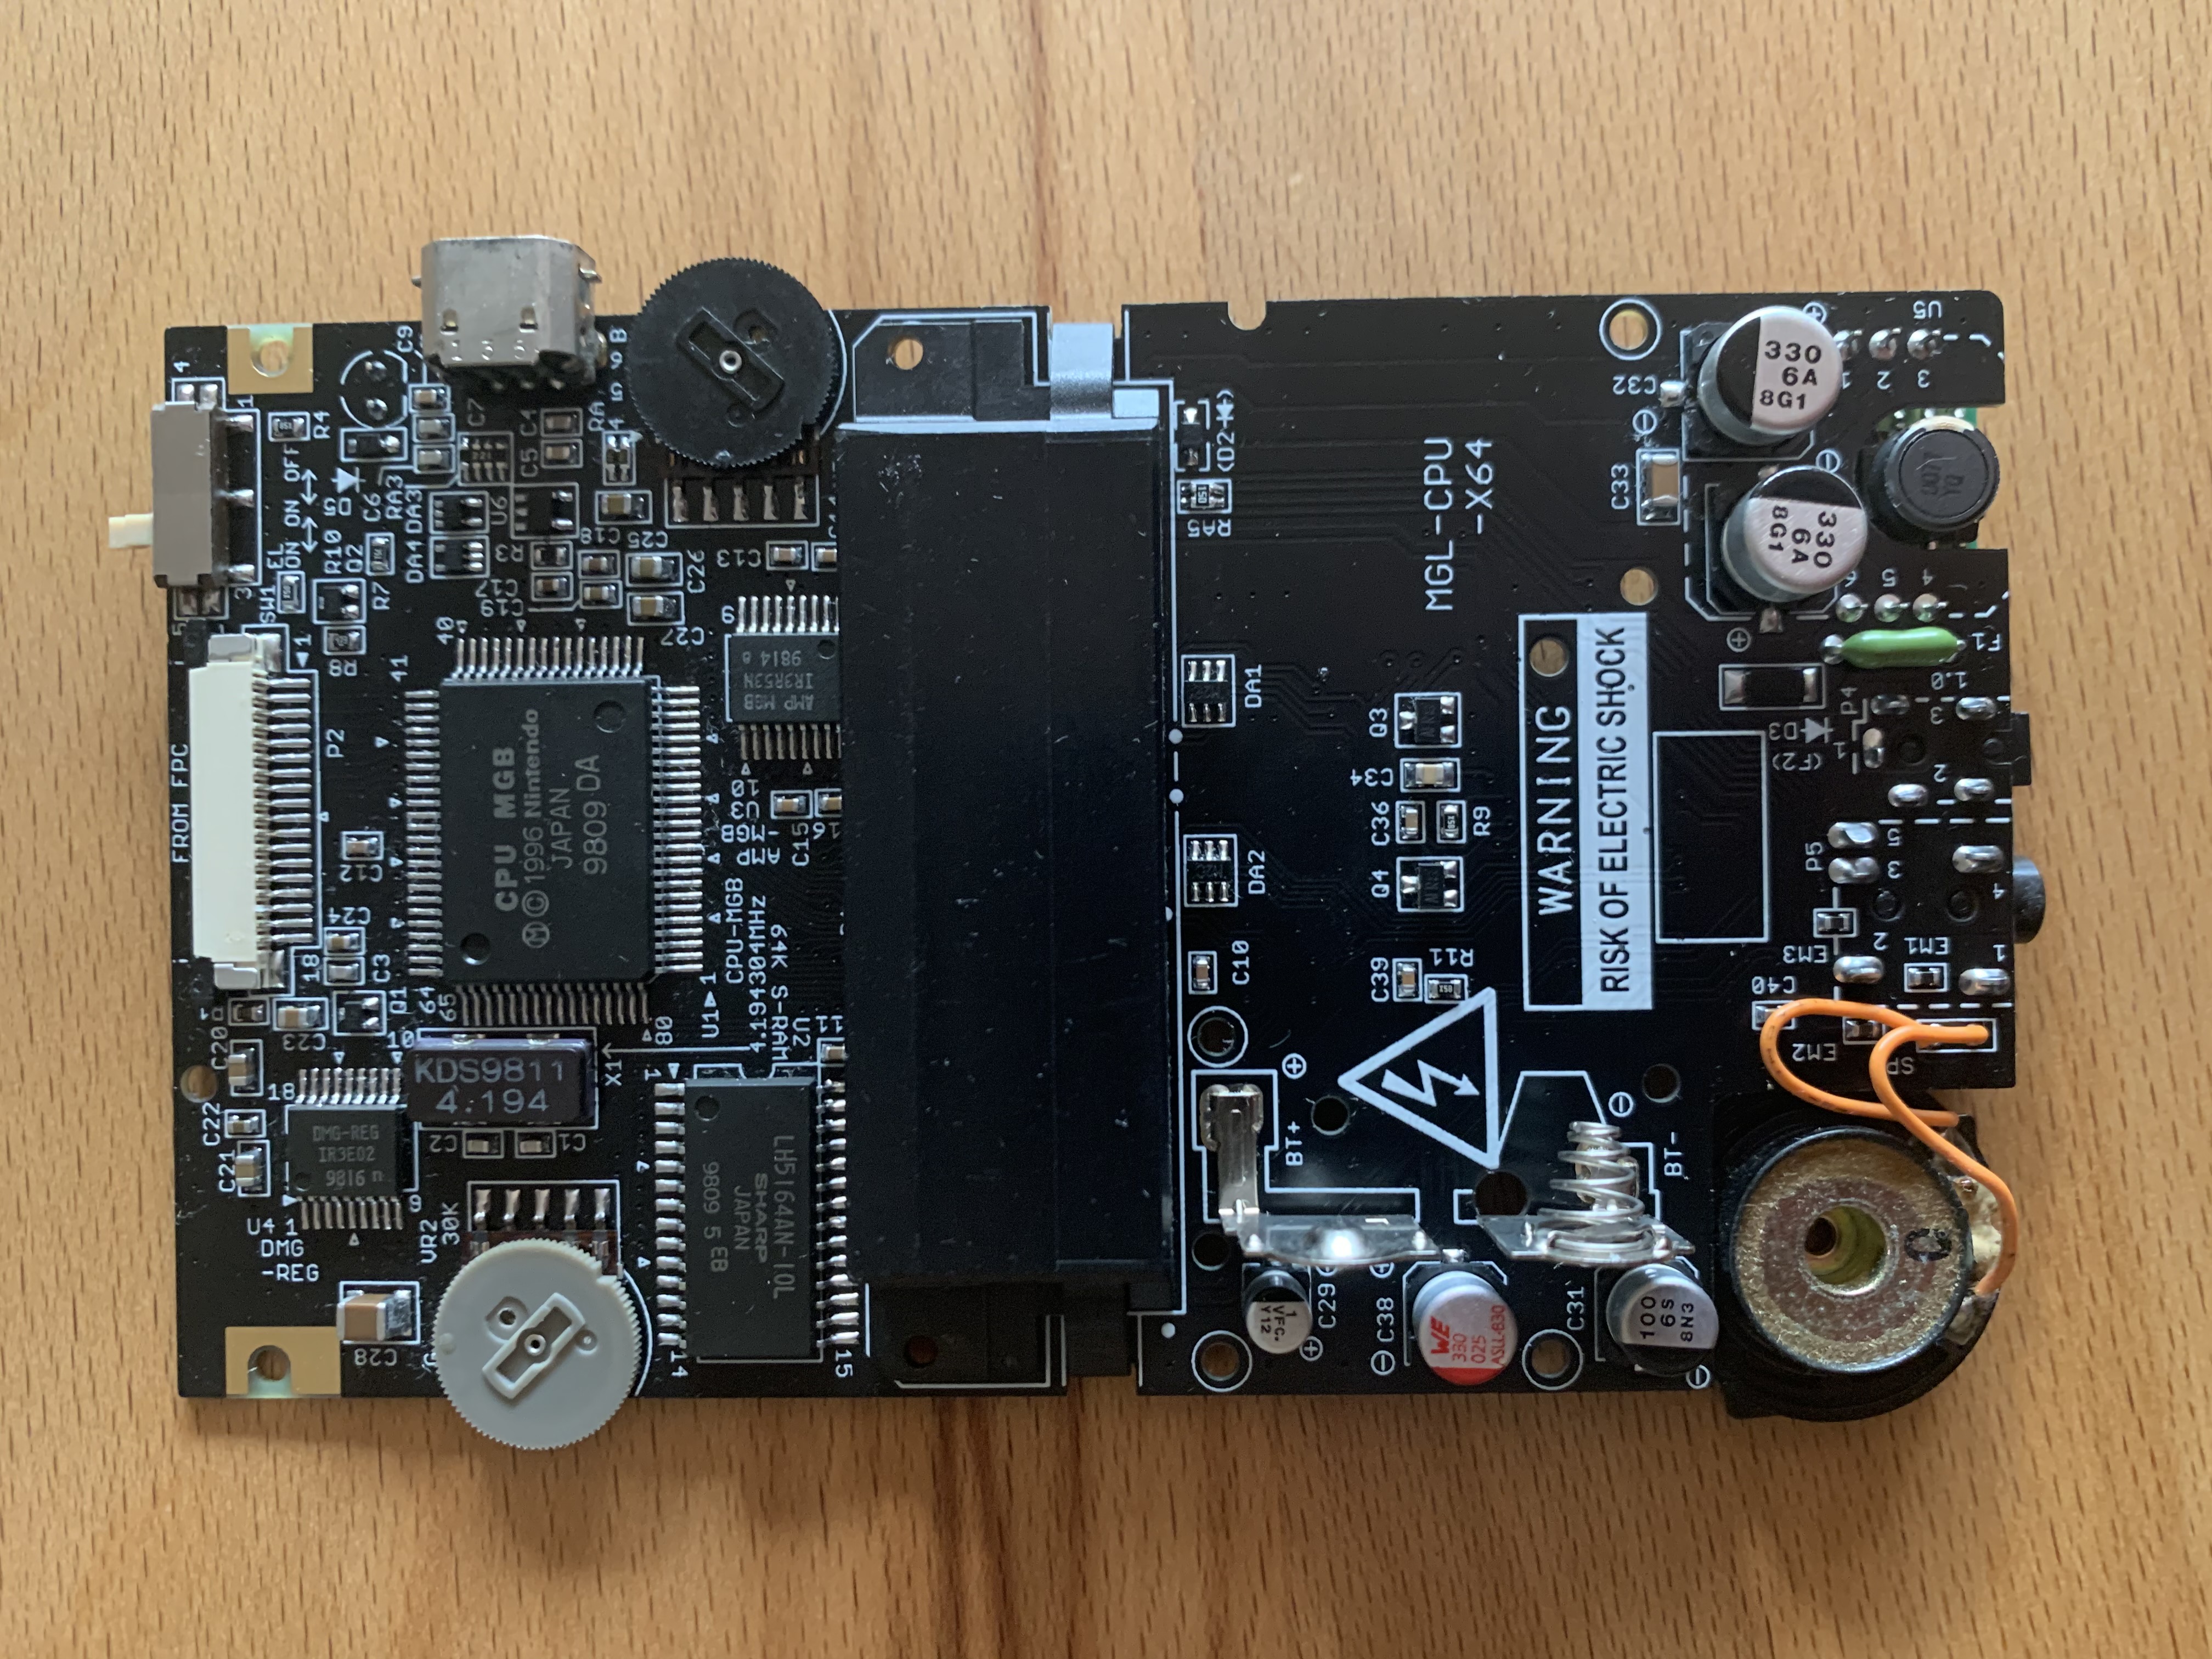 FROM FPC
5
4
3
1
C21
C22
C20
R1
U4
DMG
-REG
18
1
9
10
DMG-REG
IR3E02
9816
C23
18
1
C24
C3
C12
P2
SW1
EL
ON ON OFF
R4
R8
R10
Q2
R7
D5
C6
RA3
C9
C28
VR2
30K
C2
C1
Q1
64
65
41
40
80
KDS9811
4.194
X1
CPU MGB
Ⓜ © 1996 Nintendo
JAPAN
9809 DA
DA4
DA3
C19
C17
R3
U6
C7
C5
C4
C18
C25
C27
C26
B
14
1
15
LH5164AN-10L
SHARP
JAPAN
9809 5 EB
U1 1
CPU-MGB
4.194304MHz
64K S-RAM
U2
11
AMP
-MGB
U3
10
9
C15
16
AMP MGB
IR3R53N
9814 a
C13
C14
C10
DA2
DA1
RA5
(D2)
1
VFC.
Y12
C29
BT+
C38
WE
330
025
ASLL-B30
C39
R11
Q4
C36
R9
C34
Q3
MGL-CPU
-X64
WARNING
RISK OF ELECTRIC SHOCK
C31
100
6S
8N3
BT-
C33
C32
C40
EM2
EM3
P5
(F2)
D3
330
6A
8G1
330
6A
8G1
SP
EM1
1
2
3
4
5
1
2
3
P4
1.0
F1
6
5
4
1
2
3
U5